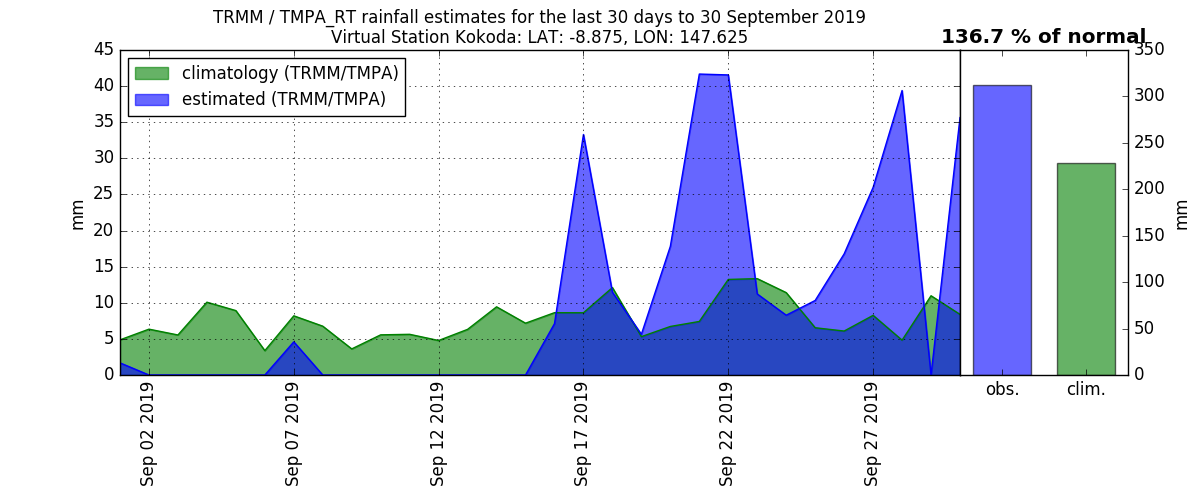 TRMM / TMPA_RT rainfall estimates for the last 30 days to 30 September 2019
Virtual Station Kokoda: LAT: -8.875, LON: 147.625
136.7 % of normal
climatology (TRMM/TMPA)
estimated (TRMM/TMPA)
45
40
35
30
25
20
15
10
5
0
mm
Sep 02 2019
Sep 07 2019
Sep 12 2019
Sep 17 2019
Sep 22 2019
Sep 27 2019
350
300
250
200
150
100
50
0
mm
obs.
clim.